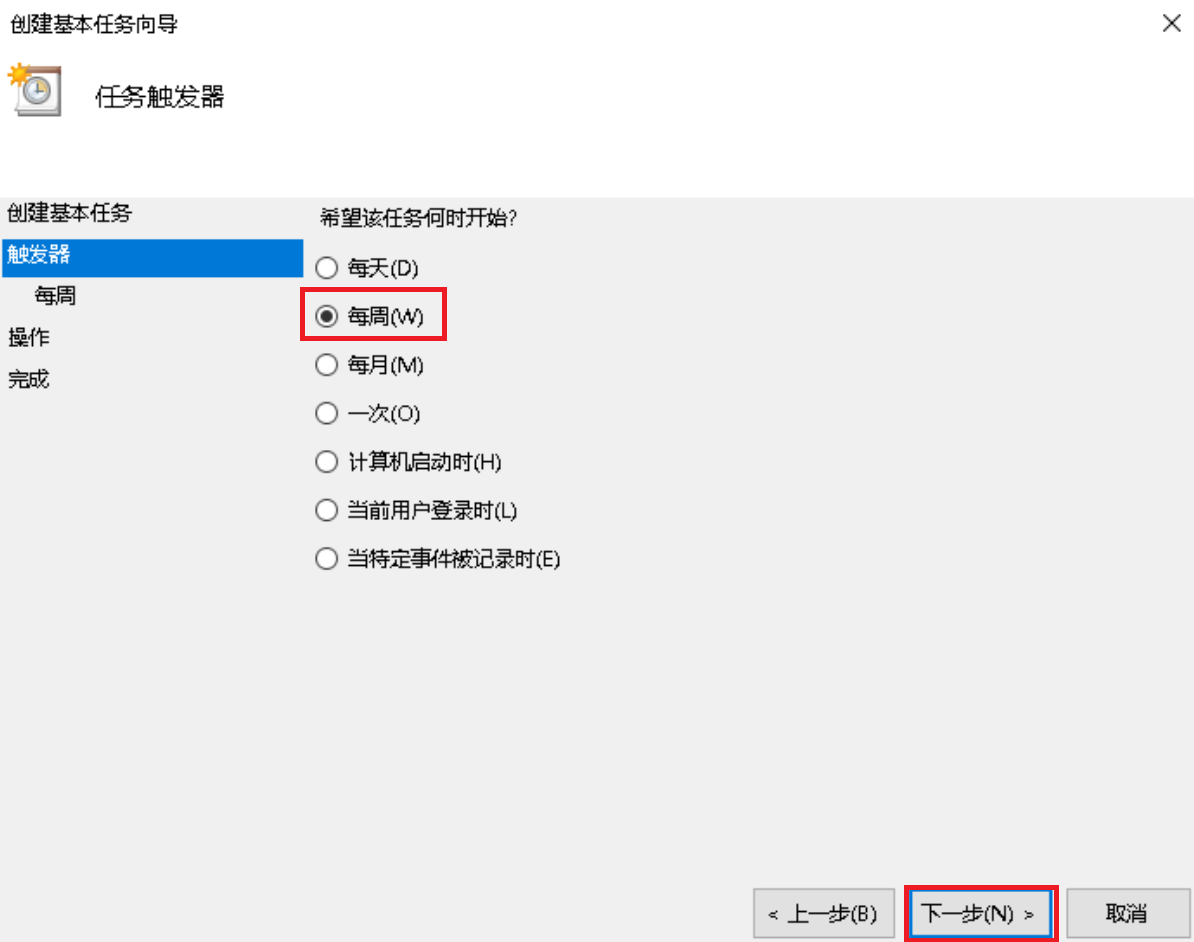 创建基本任务向导
任务触发器
创建基本任务
触发器
每周
操作
完成
希望该任务何时开始?
每天(D)
每周(W)
每月(M)
一次(O)
计算机启动时(H)
当前用户登录时(L)
当特定事件被记录时(E)
< 上一步(B)
下一步(N) >
取消